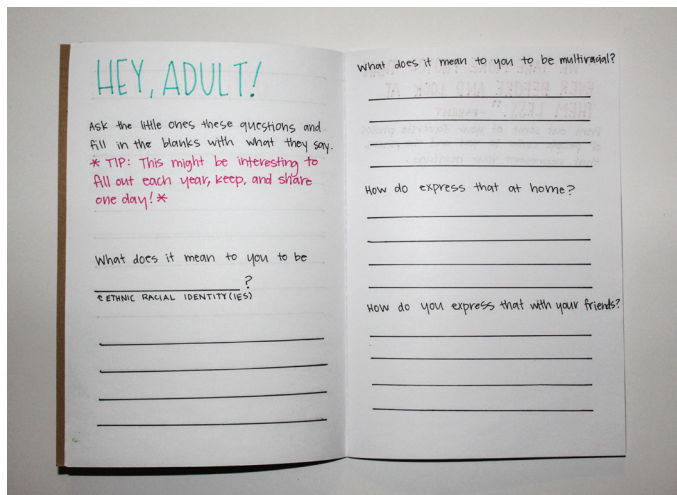 HEY, ADULT!
Ask the little ones these questions and
fill in the blanks with what they say.
* TIP: This might be interesting to
fill out each year, keep, and share
one day! *
What does it mean to you to be
?
ETHNIC RACIAL IDENTITY(IES)
What does it mean to you to be multiracial?
How do express that at home?
How do you express that with your friends?